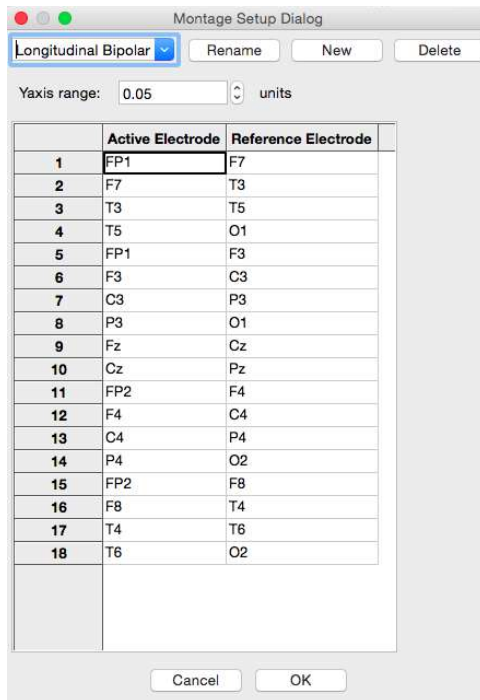 Montage Setup Dialog
Longitudinal Bipolar Rename New Delete
Yaxis range: 0.05 units
Active Electrode Reference Electrode
1 FP1 F7
2 F7 T3
3 T3 T5
4 T5 O1
5 FP1 F3
6 F3 C3
7 C3 P3
8 P3 O1
9 Fz Cz
10 Cz Pz
11 FP2 F4
12 F4 C4
13 C4 P4
14 P4 O2
15 FP2 F8
16 F8 T4
17 T4 T6
18 T6 O2
Cancel OK